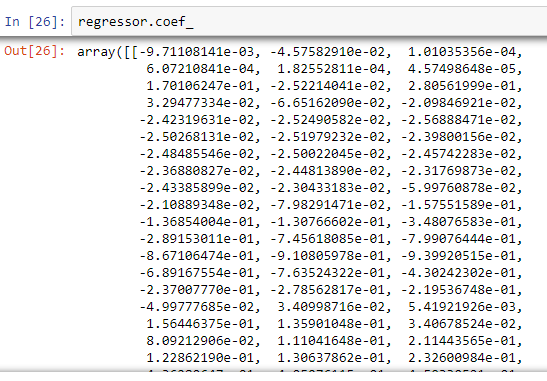 In [26]: regressor.coef_
Out[26]: array([[-9.71108141e-03, -4.57582910e-02, 1.01035356e-04,
6.07210841e-04, 1.82552811e-04, 4.57498648e-05,
1.70106247e-01, -2.52214041e-02, 2.80561999e-01,
3.29477334e-02, -6.65162090e-02, -2.09846921e-02,
-2.42319631e-02, -2.52490582e-02, -2.56888471e-02,
-2.50268131e-02, -2.51979232e-02, -2.39800156e-02,
-2.48485546e-02, -2.50022045e-02, -2.45742283e-02,
-2.36880827e-02, -2.44813890e-02, -2.31769873e-02,
-2.43385899e-02, -2.30433183e-02, -5.99760878e-02,
-2.10889348e-02, -7.98291471e-02, -1.57551589e-01,
-1.36854004e-01, -1.30766602e-01, -3.48076583e-01,
-2.89153011e-01, -7.45618085e-01, -7.99076444e-01,
-8.67106474e-01, -9.10805978e-01, -9.39920515e-01,
-6.89167554e-01, -7.63524322e-01, -4.30242302e-01,
-2.37007770e-01, -2.78562817e-01, -2.19536748e-01,
-4.99777685e-02, 3.40998716e-02, 5.41921926e-03,
1.56446375e-01, 1.35901048e-01, 3.40678524e-02,
8.09212906e-02, 1.11041648e-01, 2.11443565e-01,
1.22862190e-01, 1.30637862e-01, 2.32600984e-01,